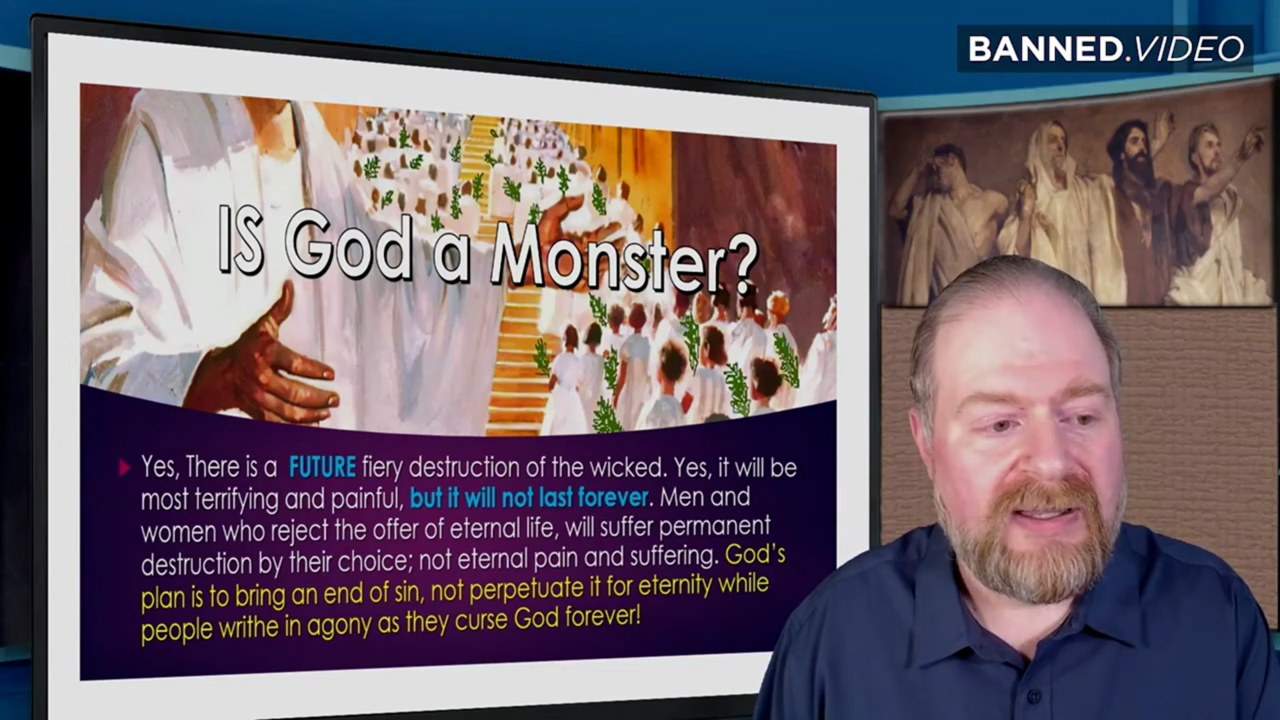 BANNED.VIDEO
IS God a Monster?
Yes, There is a FUTURE fiery destruction of the wicked. Yes, it will be
most terrifying and painful, but it will not last forever. Men and
women who reject the offer of eternal life, will suffer permanent
destruction by their choice; not eternal pain and suffering. God's
plan is to bring an end of sin, not perpetuate it for eternity while
people writhe in agony as they curse God forever!